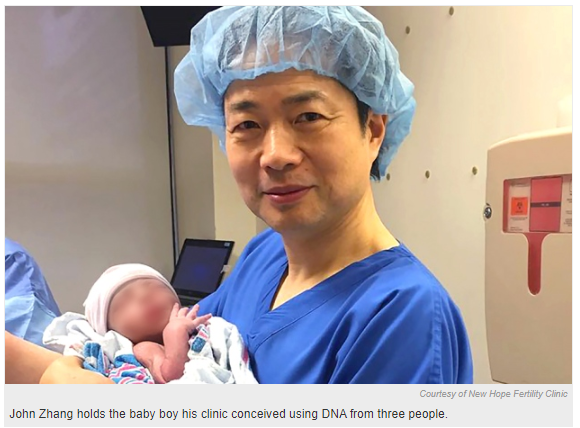 Courtesy of New Hope Fertility Clinic
John Zhang holds the baby boy his clinic conceived using DNA from three people.